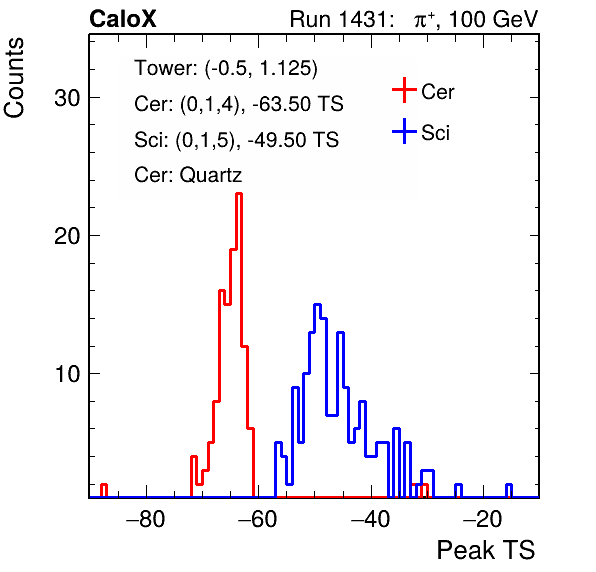 CaloX Run 1431: π⁺, 100 GeV
Counts
Tower: (-0.5, 1.125)
Cer: (0,1,4), -63.50 TS
Sci: (0,1,5), -49.50 TS
Cer: Quartz
Cer
Sci
30
20
10
−80 −60 −40 −20
Peak TS